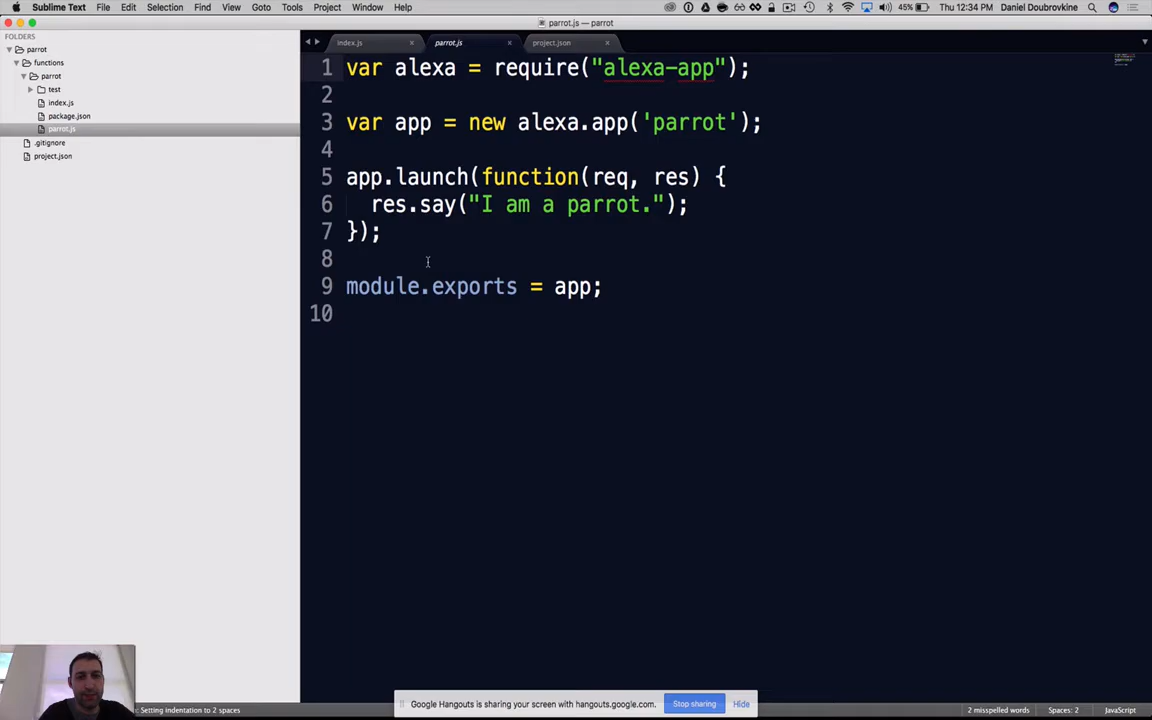 Sublime Text File Edit Selection Find View Goto Tools Project Window Help 45% Thu 12:34 PM Daniel Doubrovkine
parrot.js — parrot
FOLDERS
parrot
functions
parrot
test
index.js
package.json
parrot.js
.gitignore
project.json
index.js × parrot.js × project.json ×
1 var alexa = require("alexa-app");
2
3 var app = new alexa.app('parrot');
4
5 app.launch(function(req, res) {
6 res.say("I am a parrot.");
7 });
8
9 module.exports = app;
10
Google Hangouts is sharing your screen with hangouts.google.com. Stop sharing Hide
: Setting indentation to 2 spaces 2 misspelled words Spaces: 2 JavaScript